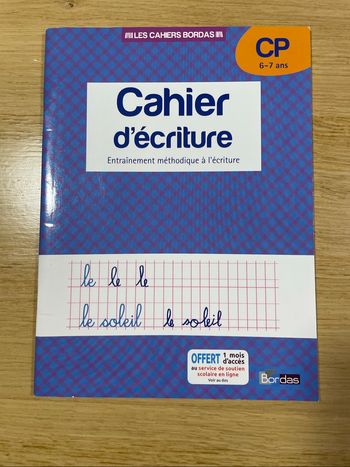 LES CAHIERS BORDAS
CP
6-7 ans
Cahier
d'écriture
Entraînement méthodique à l'écriture
le le le
le soleil le soleil
OFFERT 1 mois d'accès
au service de soutien
scolaire en ligne
Voir au dos
Bordas